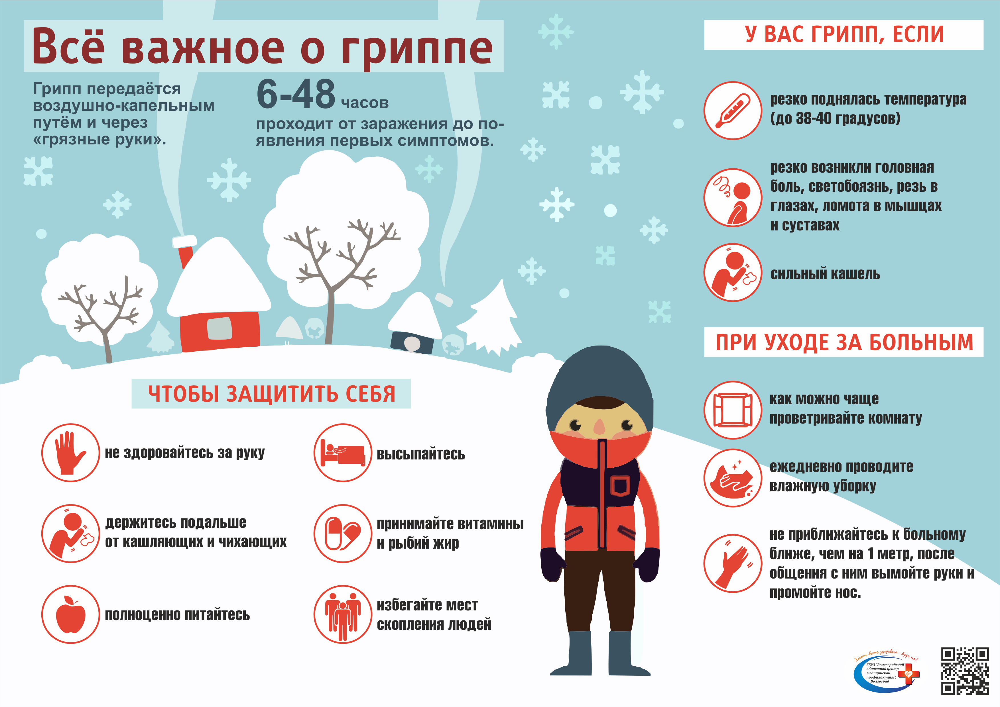 Всё важное о гриппе
Грипп передаётся
воздушно-капельным
путём и через
«грязные руки».
6-48 часов
проходит от заражения до по-
явления первых симптомов.
У ВАС ГРИПП, ЕСЛИ
резко поднялась температура
(до 38-40 градусов)
резко возникли головная
боль, светобоязнь, резь в
глазах, ломота в мышцах
и суставах
сильный кашель
ПРИ УХОДЕ ЗА БОЛЬНЫМ
как можно чаще
проветривайте комнату
ежедневно проводите
влажную уборку
не приближайтесь к больному
ближе, чем на 1 метр, после
общения с ним вымойте руки и
промойте нос.
ЧТОБЫ ЗАЩИТИТЬ СЕБЯ
не здоровайтесь за руку
держитесь подальше
от кашляющих и чихающих
полноценно питайтесь
высыпайтесь
принимайте витамины
и рыбий жир
избегайте мест
скопления людей
Хочешь быть здоровым - будь им!
ГБУЗ "Волгоградский
областной центр
медицинской
профилактики",
Волгоград